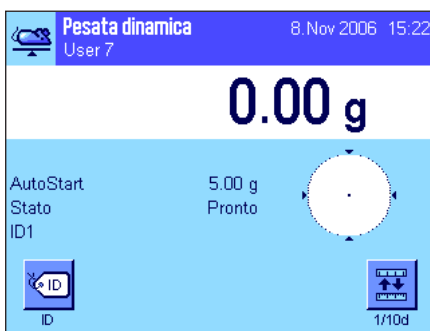 Pesata dinamica
8.Nov 2006 15:22
User 7
0.00 g
AutoStart 5.00 g
Stato Pronto
ID1
ID
ID 1/10d